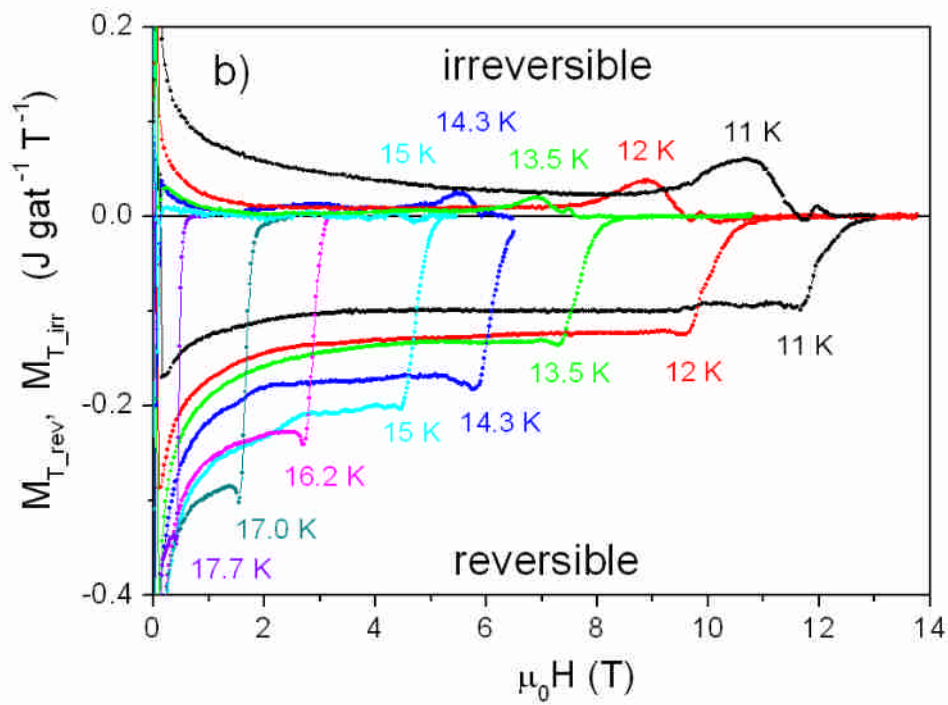 0.2
b)
irreversible
14.3 K
15 K
13.5 K
12 K
11 K
0.0
M_T_rev, M_T_irr (J gat⁻¹ T⁻¹)
11 K
12 K
13.5 K
14.3 K
15 K
-0.2
16.2 K
17.0 K
17.7 K
reversible
-0.4
0 2 4 6 8 10 12 14
μ₀H (T)